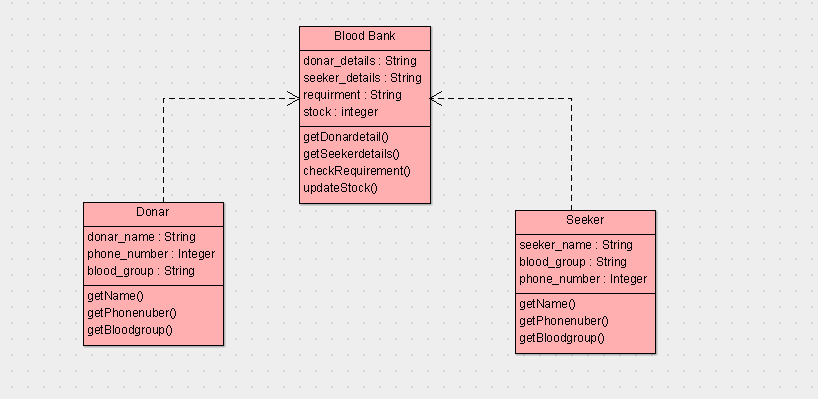 Blood Bank
donar_details : String
seeker_details : String
requirment : String
stock : integer
getDonardetail()
getSeekerdetails()
checkRequirement()
updateStock()
Donar
donar_name : String
phone_number : Integer
blood_group : String
getName()
getPhonenuber()
getBloodgroup()
Seeker
seeker_name : String
blood_group : String
phone_number : Integer
getName()
getPhonenuber()
getBloodgroup()